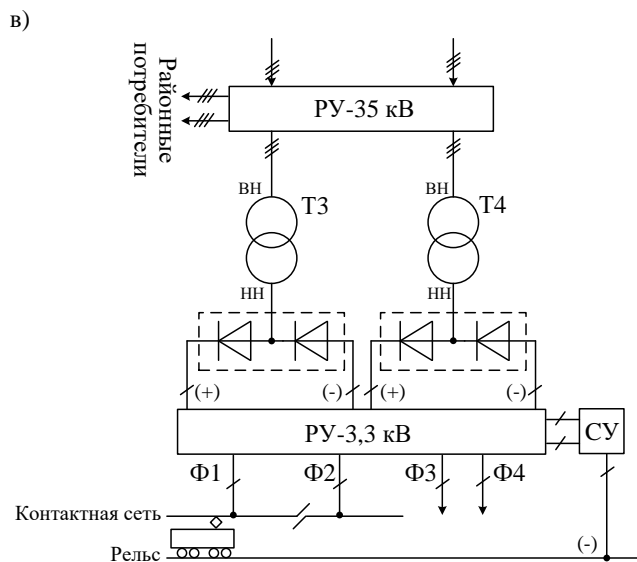 в)
Районные
потребители
РУ-35 кВ
ВН
Т3
ВН
Т4
НН
НН
(+)
(-)
(+)
(-)
РУ-3,3 кВ
СУ
Ф1
Ф2
Ф3
Ф4
Контактная сеть
Рельс
(-)